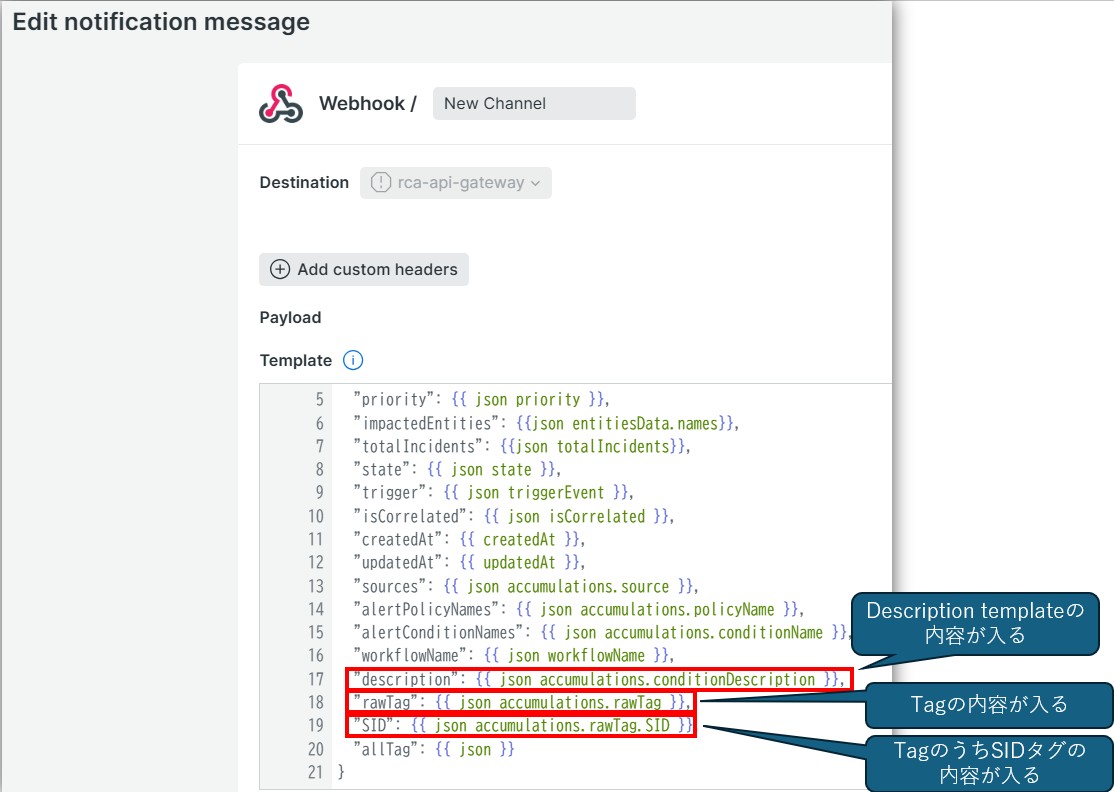 Edit notification message
Webhook / New Channel
Destination rca-api-gateway
Add custom headers
Payload
Template
5 "priority": {{ json priority }},
6 "impactedEntities": {{json entitiesData.names}},
7 "totalIncidents": {{json totalIncidents}},
8 "state": {{ json state }},
9 "trigger": {{ json triggerEvent }},
10 "isCorrelated": {{ json isCorrelated }},
11 "createdAt": {{ createdAt }},
12 "updatedAt": {{ updatedAt }},
13 "sources": {{ json accumulations.source }},
14 "alertPolicyNames": {{ json accumulations.policyName }},
15 "alertConditionNames": {{ json accumulations.conditionName }},
16 "workflowName": {{ json workflowName }},
17 "description": {{ json accumulations.conditionDescription }},
18 "rawTag": {{ json accumulations.rawTag }},
19 "SID": {{ json accumulations.rawTag.SID }}
20 "allTag": {{ json }}
21 }
Description templateの
内容が入る
Tagの内容が入る
TagのうちSIDタグの
内容が入る